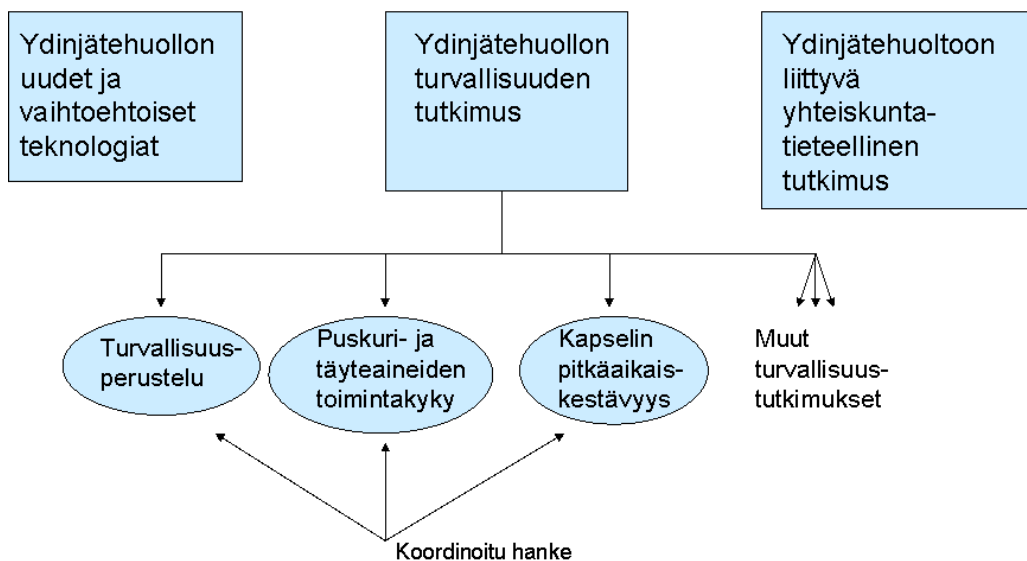 Ydinjätehuollon
uudet ja
vaihtoehtoiset
teknologiat
Ydinjätehuollon
turvallisuuden
tutkimus
Ydinjätehuoltoon
liittyvä
yhteiskunta-
tieteellinen
tutkimus
Turvallisuus-
perustelu
Puskuri- ja
täyteaineiden
toimintakyky
Kapselin
pitkäaikais-
kestävyys
Muut
turvallisuus-
tutkimukset
Koordinoitu hanke